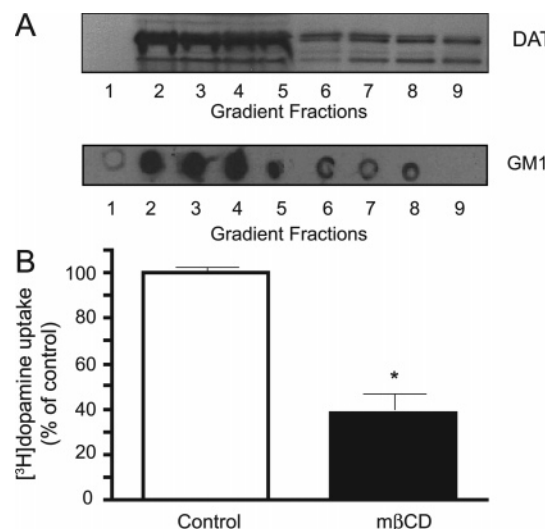 A
DAT
1 2 3 4 5 6 7 8 9
Gradient Fractions
GM1
1 2 3 4 5 6 7 8 9
Gradient Fractions
B
[³H]dopamine uptake
(% of control)
100
80
60
40
20
0
*
Control mβCD